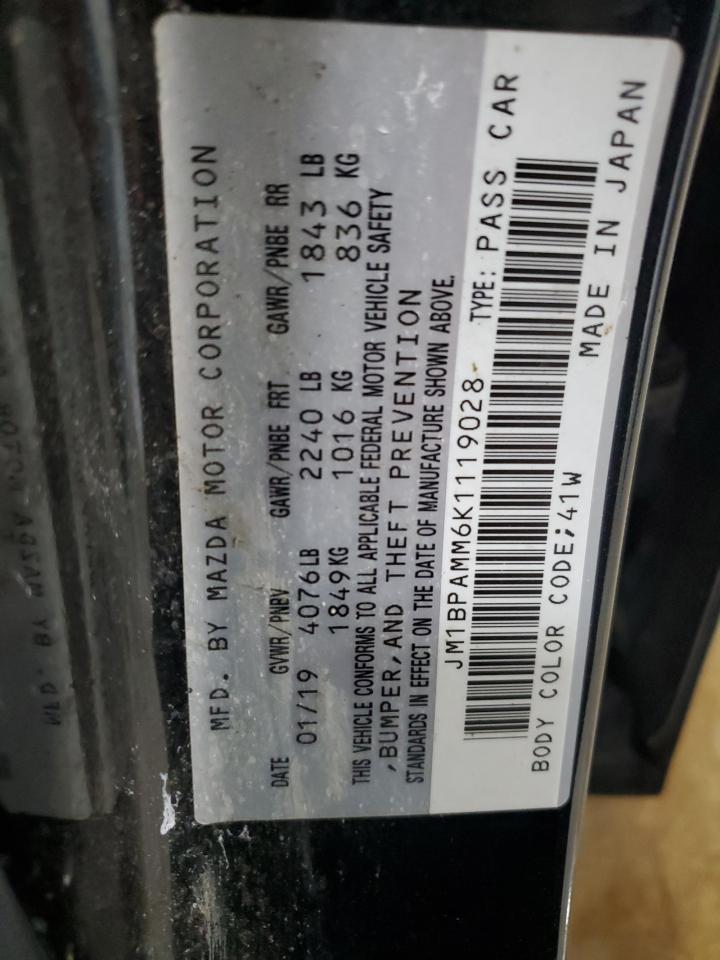 MFD. BY MAZDA MOTOR CORPORATION
DATE GVWR/PNBV GAWR/PNBE FRT GAWR/PNBE RR
01/19 4076LB 2240 LB 1843 LB
1849KG 1016 KG 836 KG
THIS VEHICLE CONFORMS TO ALL APPLICABLE FEDERAL MOTOR VEHICLE SAFETY
,BUMPER,AND THEFT PREVENTION
STANDARDS IN EFFECT ON THE DATE OF MANUFACTURE SHOWN ABOVE.
JM1BPAMM6K1119028 TYPE: PASS CAR
BODY COLOR CODE;41W MADE IN JAPAN